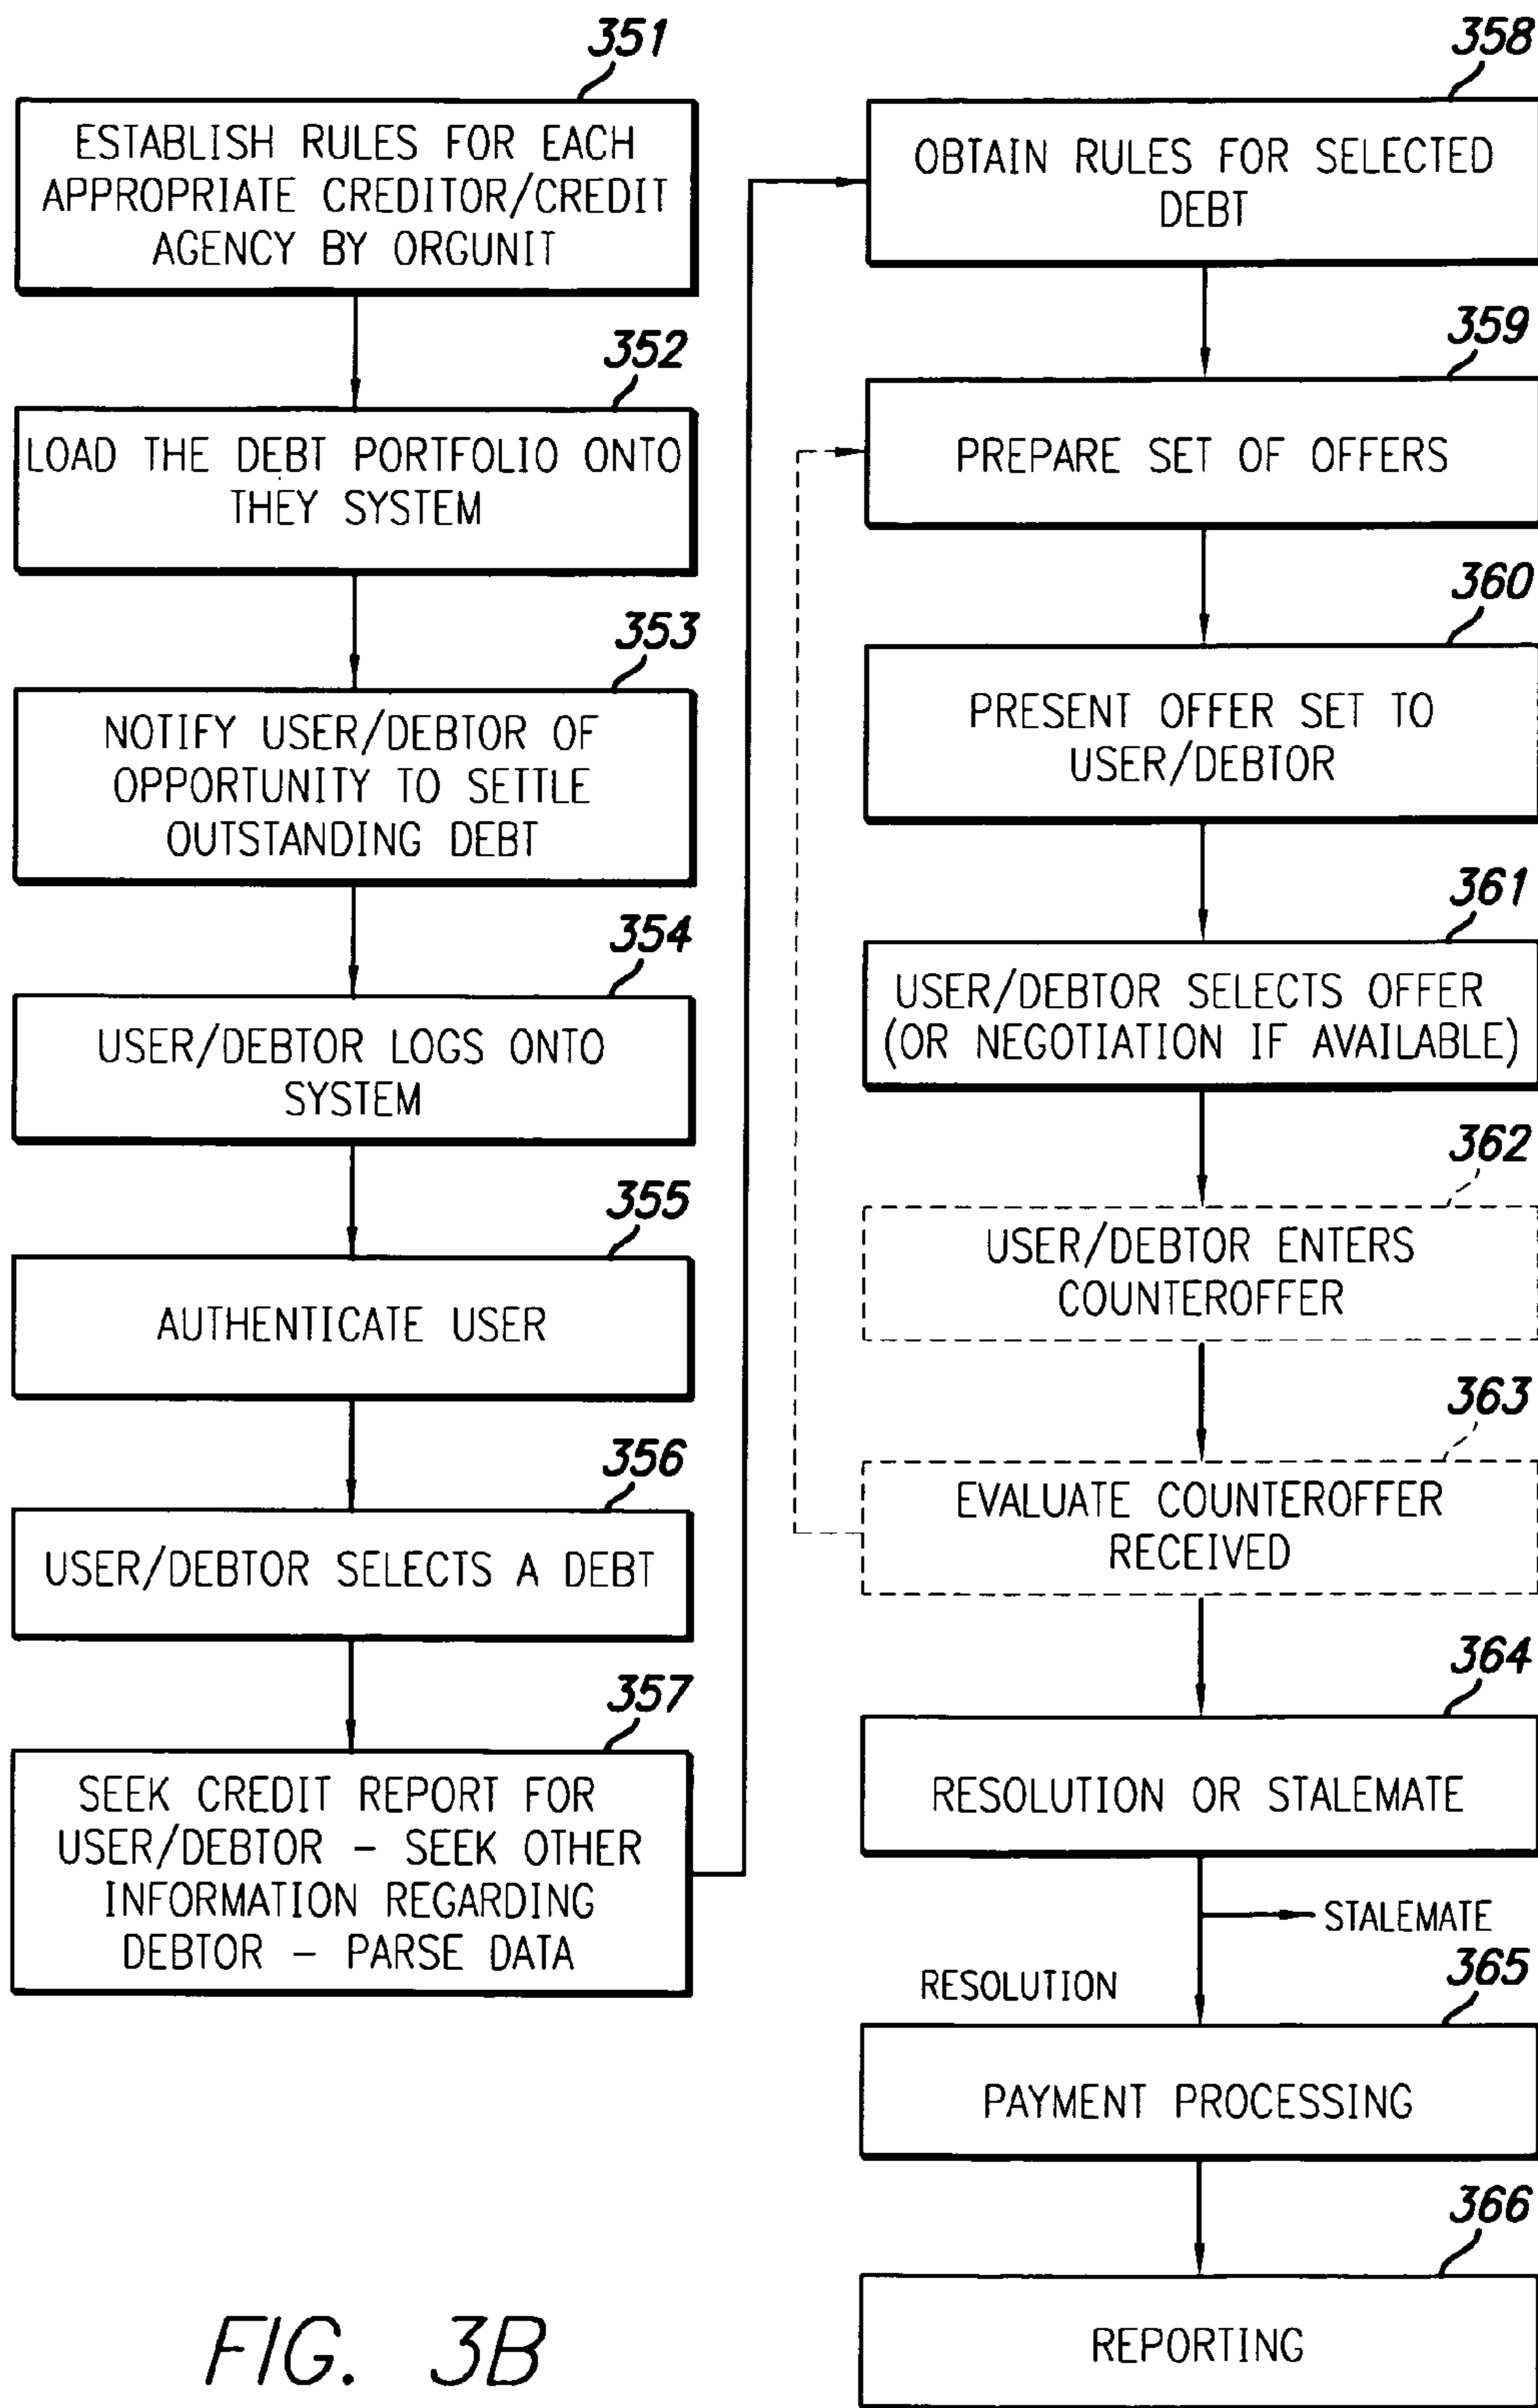 351
ESTABLISH RULES FOR EACH
APPROPRIATE CREDITOR/CREDIT
AGENCY BY ORGUNIT
352
LOAD THE DEBT PORTFOLIO ONTO
THEY SYSTEM
353
NOTIFY USER/DEBTOR OF
OPPORTUNITY TO SETTLE
OUTSTANDING DEBT
354
USER/DEBTOR LOGS ONTO
SYSTEM
355
AUTHENTICATE USER
356
USER/DEBTOR SELECTS A DEBT
357
SEEK CREDIT REPORT FOR
USER/DEBTOR – SEEK OTHER
INFORMATION REGARDING
DEBTOR – PARSE DATA
358
OBTAIN RULES FOR SELECTED
DEBT
359
PREPARE SET OF OFFERS
360
PRESENT OFFER SET TO
USER/DEBTOR
361
USER/DEBTOR SELECTS OFFER
(OR NEGOTIATION IF AVAILABLE)
362
USER/DEBTOR ENTERS
COUNTEROFFER
363
EVALUATE COUNTEROFFER
RECEIVED
364
RESOLUTION OR STALEMATE
STALEMATE
RESOLUTION
365
PAYMENT PROCESSING
366
REPORTING
FIG. 3B